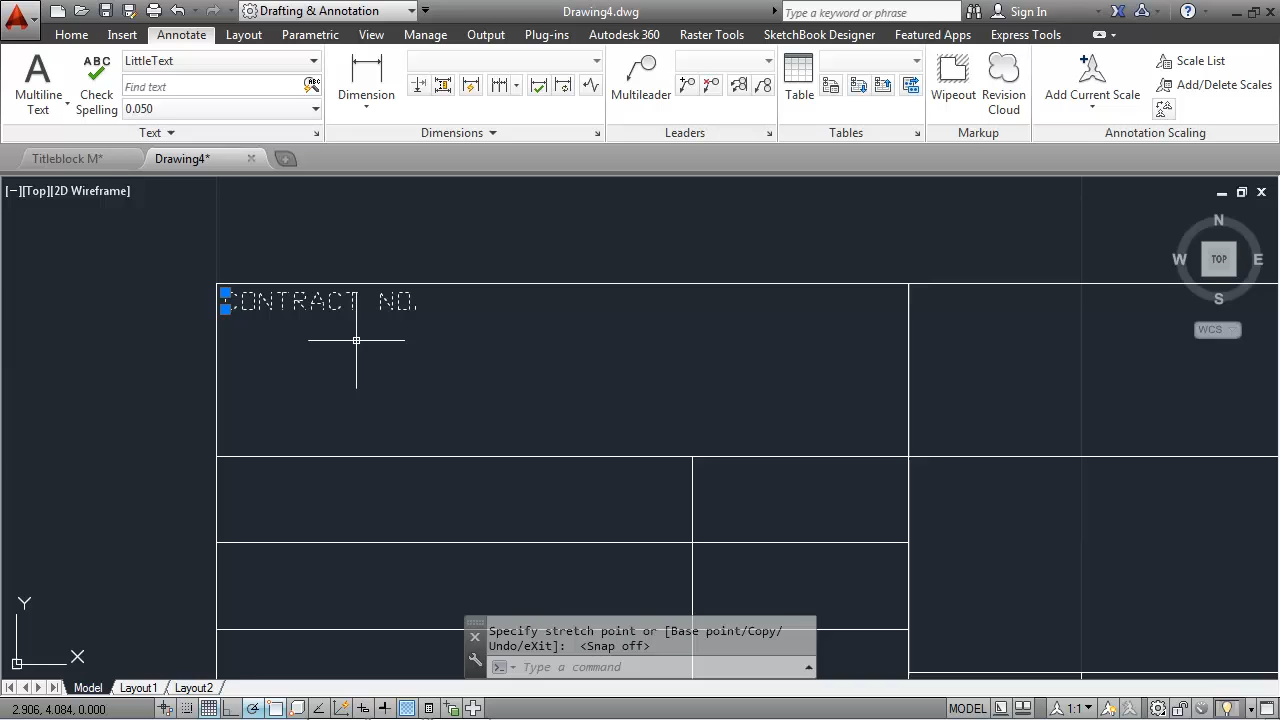 Drafting & Annotation
Drawing4.dwg
Type a keyword or phrase
Sign In
Home Insert Annotate Layout Parametric View Manage Output Plug-ins Autodesk 360 Raster Tools SketchBook Designer Featured Apps Express Tools
Multiline Text
ABC
Check Spelling
LittleText
Find text
ABC
0.050
Dimension
Multileader
Table
Wipeout
Revision Cloud
Add Current Scale
Scale List
Add/Delete Scales
Text
Dimensions
Leaders
Tables
Markup
Annotation Scaling
Titleblock M*
Drawing4*
[−][Top][2D Wireframe]
N
W TOP E
S
WCS
CONTRACT NO.
Y
X
Specify stretch point or [Base point/Copy/
Undo/eXit]: <Snap off>
Type a command
Model Layout1 Layout2
2.906, 4.084, 0.000
MODEL
1:1